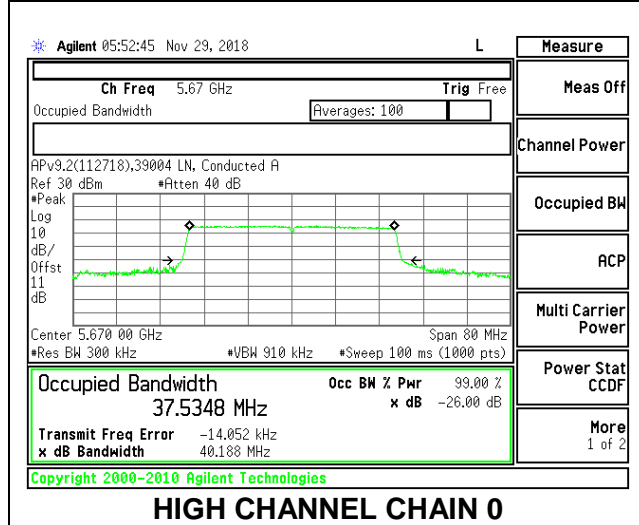 Agilent 05:52:45 Nov 29, 2018 L
Measure
Ch Freq 5.67 GHz Trig Free
Occupied Bandwidth Averages: 100
Meas Off
Channel Power
APv9.2(112718),39004 LN, Conducted A
Ref 30 dBm #Atten 40 dB
#Peak
Log
10
dB/
Offst
11
dB
Occupied BW
ACP
Center 5.670 00 GHz Span 80 MHz
#Res BW 300 kHz #VBW 910 kHz #Sweep 100 ms (1000 pts)
Multi Carrier
Power
Occupied Bandwidth Occ BW % Pwr 99.00 %
37.5348 MHz x dB -26.00 dB
Transmit Freq Error -14.052 kHz
x dB Bandwidth 40.188 MHz
Power Stat
CCDF
More
1 of 2
Copyright 2000-2010 Agilent Technologies
HIGH CHANNEL CHAIN 0